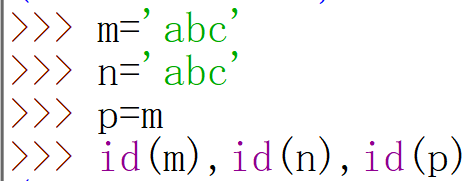 >>> m='abc'
>>> n='abc'
>>> p=m
>>> id(m),id(n),id(p)